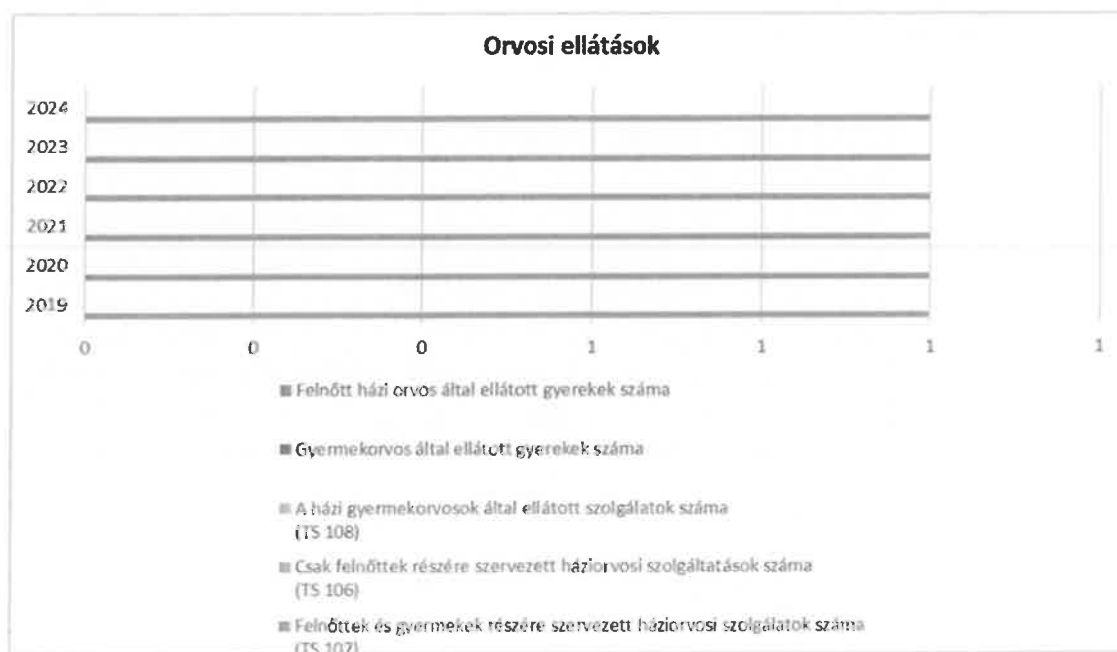 Orvosi ellátások
2024
2023
2022
2021
2020
2019
0 0 0 1 1 1 1
Felnőtt házi orvos által ellátott gyerekek száma
Gyermekorvos által ellátott gyerekek száma
A házi gyermekorvosok által ellátott szolgálatok száma
(TS 108)
Csak felnőttek részére szervezett háziorvosi szolgáltatások száma
(TS 106)
Felnőttek és gyermekek részére szervezett háziorvosi szolgálatok száma
(TS 107)